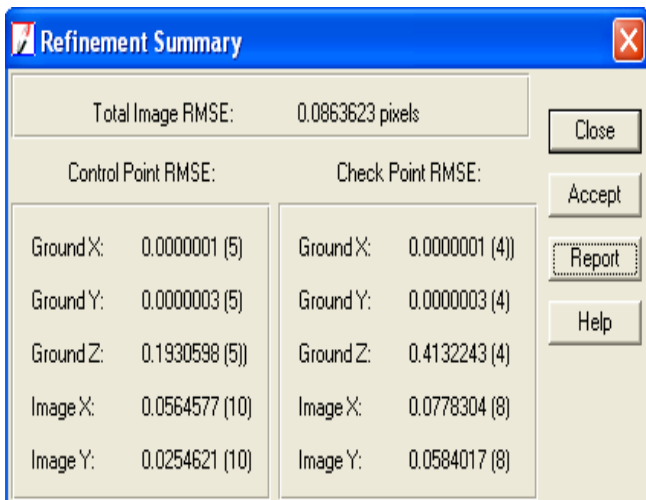 Refinement Summary
Total Image RMSE: 0.0863623 pixels
Close
Control Point RMSE: Check Point RMSE:
Accept
Ground X: 0.0000001 (5) Ground X: 0.0000001 (4))
Report
Ground Y: 0.0000003 (5) Ground Y: 0.0000003 (4)
Help
Ground Z: 0.1930598 (5)) Ground Z: 0.4132243 (4)
Image X: 0.0564577 (10) Image X: 0.0778304 (8)
Image Y: 0.0254621 (10) Image Y: 0.0584017 (8)